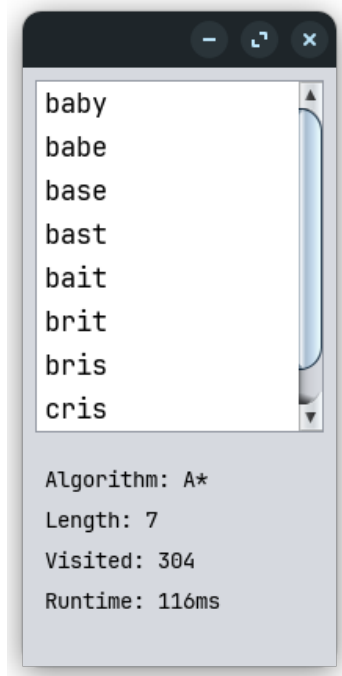 baby
babe
base
bast
bait
brit
bris
cris
Algorithm: A*
Length: 7
Visited: 304
Runtime: 116ms